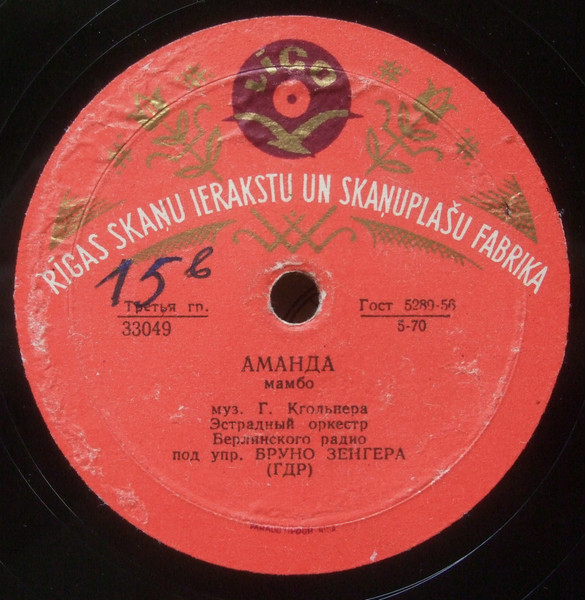 LĪGO
RĪGAS SKAŅU IERAKSTU UN SKAŅUPLAŠU FABRIKA
15 в
Третья гр.
33049
Гост 5289-56
5-70
АМАНДА
мамбо
муз. Г. Кгольнера
Эстрадный оркестр
Берлинского радио
под упр. БРУНО ЗЕНГЕРА
(ГДР)